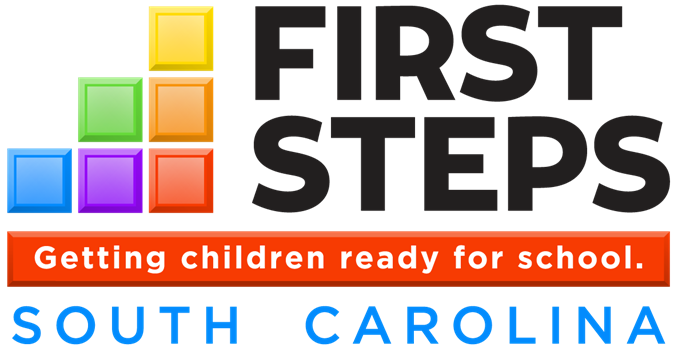 FIRST
STEPS
Getting children ready for school.
SOUTH CAROLINA